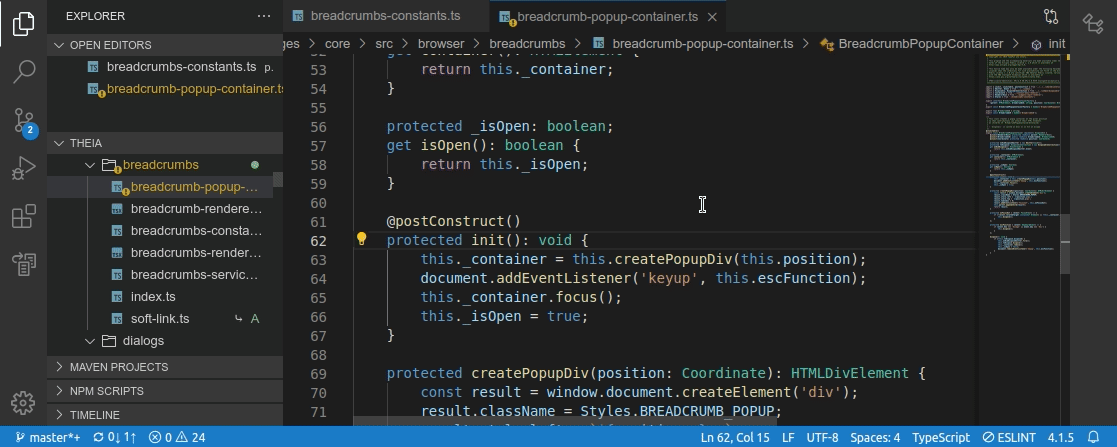 EXPLORER ···
OPEN EDITORS
TS breadcrumbs-constants.ts p.
TS breadcrumb-popup-container.ts
2
THEIA
breadcrumbs
TS breadcrumb-popup-...
TSX breadcrumb-rendere...
TS breadcrumbs-consta...
TSX breadcrumbs-render...
TS breadcrumbs-servic...
TS index.ts
TS soft-link.ts A
dialogs
MAVEN PROJECTS
NPM SCRIPTS
TIMELINE
TS breadcrumbs-constants.ts
TS breadcrumb-popup-container.ts
ges > core > src > browser > breadcrumbs > TS breadcrumb-popup-container.ts > BreadcrumbPopupContainer > init
53 return this._container;
54 }
55
56 protected _isOpen: boolean;
57 get isOpen(): boolean {
58 return this._isOpen;
59 }
60
61 @postConstruct()
62 protected init(): void {
63 this._container = this.createPopupDiv(this.position);
64 document.addEventListener('keyup', this.escFunction);
65 this._container.focus();
66 this._isOpen = true;
67 }
68
69 protected createPopupDiv(position: Coordinate): HTMLDivElement {
70 const result = window.document.createElement('div');
71 result.className = Styles.BREADCRUMB_POPUP;
master*+ 0↓ 1↑ 0 24 Ln 62, Col 15 LF UTF-8 Spaces: 4 TypeScript ESLINT 4.1.5